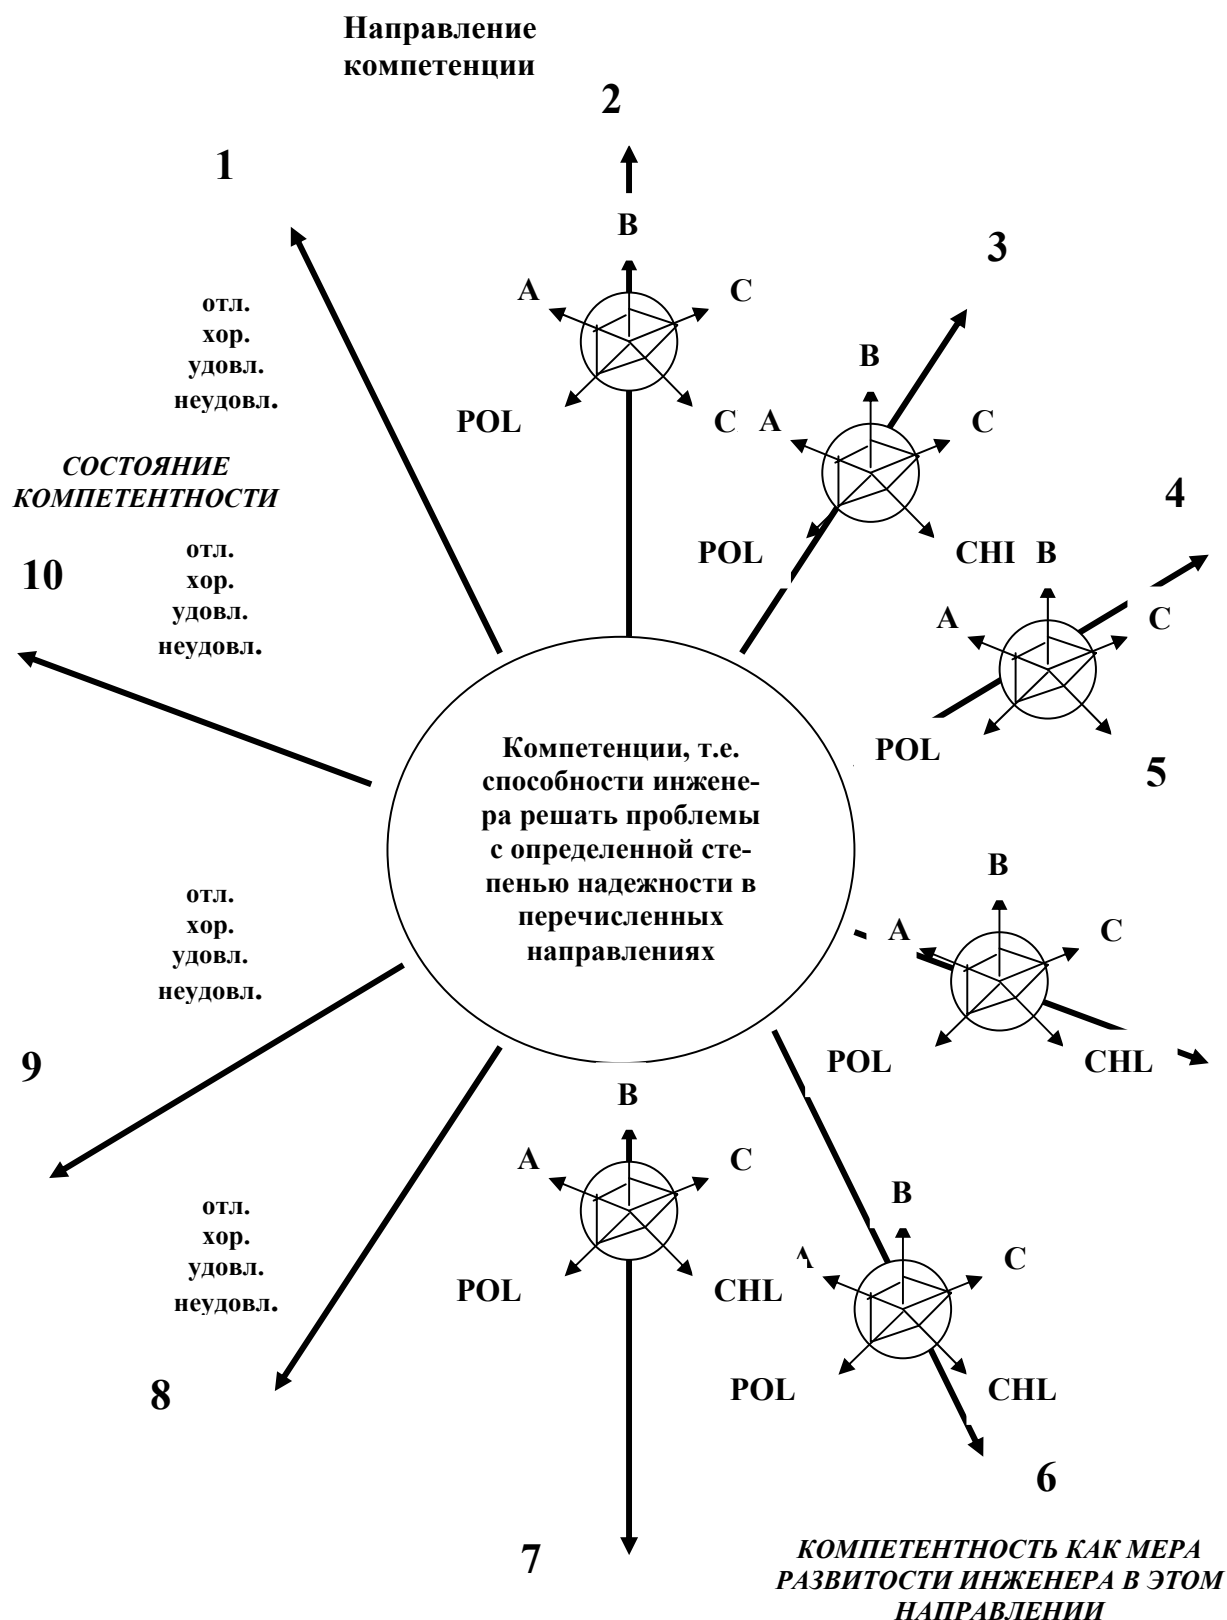 Направление
компетенции
2
1
B
3
A
C
отл.
хор.
удовл.
неудовл.
POL
C
B
A
C
СОСТОЯНИЕ
КОМПЕТЕНТНОСТИ
4
10
отл.
хор.
удовл.
неудовл.
POL
CHI
B
A
C
Компетенции, т.е.
способности инжене-
ра решать проблемы
с определенной сте-
пенью надежности в
перечисленных
направлениях
POL
5
B
отл.
хор.
удовл.
неудовл.
A
C
9
POL
CHL
B
A
C
отл.
хор.
удовл.
неудовл.
B
A
C
POL
CHL
8
POL
CHL
6
7
КОМПЕТЕНТНОСТЬ КАК МЕРА
РАЗВИТОСТИ ИНЖЕНЕРА В ЭТОМ
НАПРАВЛЕНИИ